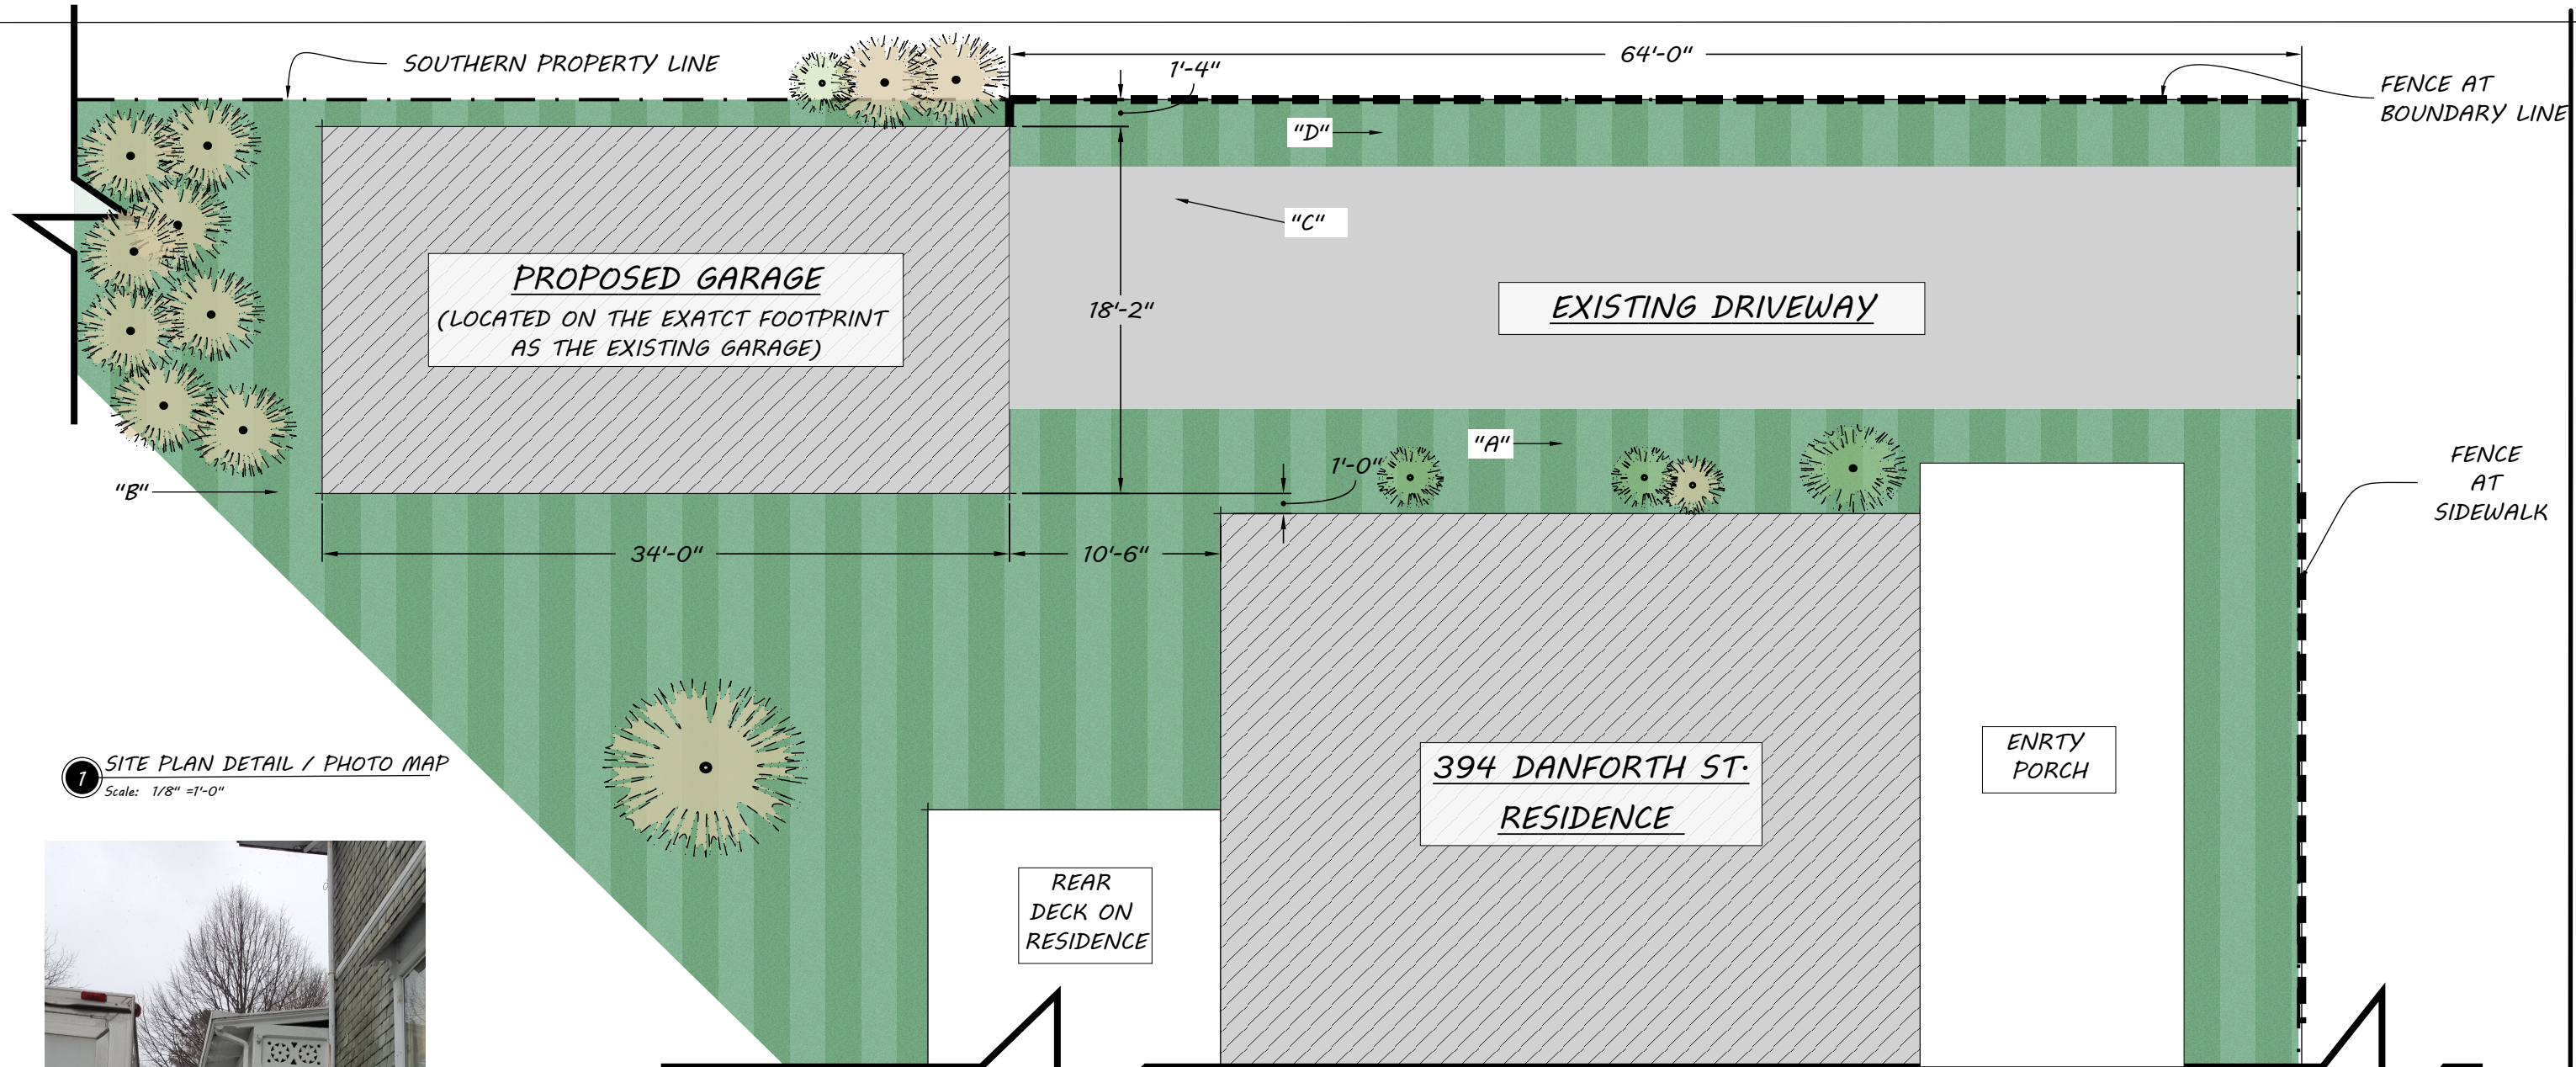 SOUTHERN PROPERTY LINE
64'-0"
1'-4"
FENCE AT
BOUNDARY LINE
"D"
"C"
PROPOSED GARAGE
(LOCATED ON THE EXATCT FOOTPRINT
AS THE EXISTING GARAGE)
18'-2"
EXISTING DRIVEWAY
"A"
1'-0"
FENCE
AT
SIDEWALK
"B"
34'-0"
10'-6"
1
SITE PLAN DETAIL / PHOTO MAP
Scale: 1/8" =1'-0"
394 DANFORTH ST.
RESIDENCE
ENRTY
PORCH
REAR
DECK ON
RESIDENCE